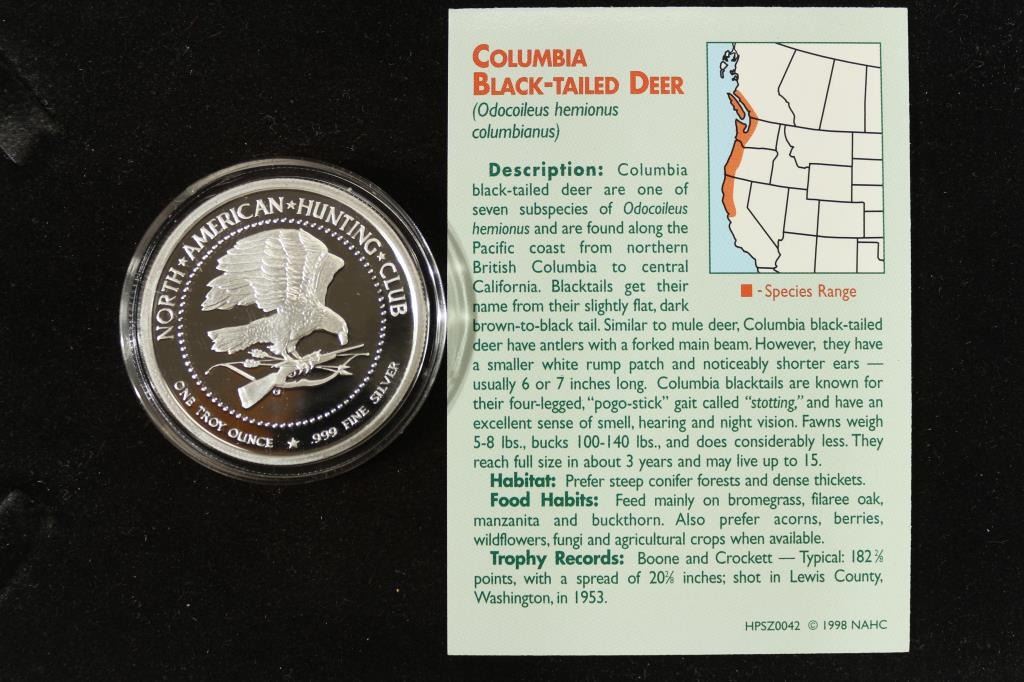 NORTH★AMERICAN★HUNTING★CLUB
ONE TROY OUNCE ★ .999 FINE SILVER
COLUMBIA
BLACK-TAILED DEER
(Odocoileus hemionus
columbianus)
Description: Columbia
black-tailed deer are one of
seven subspecies of Odocoileus
hemionus and are found along the
Pacific coast from northern
British Columbia to central
California. Blacktails get their
name from their slightly flat, dark
brown-to-black tail. Similar to mule deer, Columbia black-tailed
deer have antlers with a forked main beam. However, they have
a smaller white rump patch and noticeably shorter ears —
usually 6 or 7 inches long. Columbia blacktails are known for
their four-legged, “pogo-stick” gait called “stotting,” and have an
excellent sense of smell, hearing and night vision. Fawns weigh
5-8 lbs., bucks 100-140 lbs., and does considerably less. They
reach full size in about 3 years and may live up to 15.
Habitat: Prefer steep conifer forests and dense thickets.
Food Habits: Feed mainly on bromegrass, filaree oak,
manzanita and buckthorn. Also prefer acorns, berries,
wildflowers, fungi and agricultural crops when available.
Trophy Records: Boone and Crockett — Typical: 182 ⅞
points, with a spread of 20⅞ inches; shot in Lewis County,
Washington, in 1953.
■ - Species Range
HPSZ0042 © 1998 NAHC